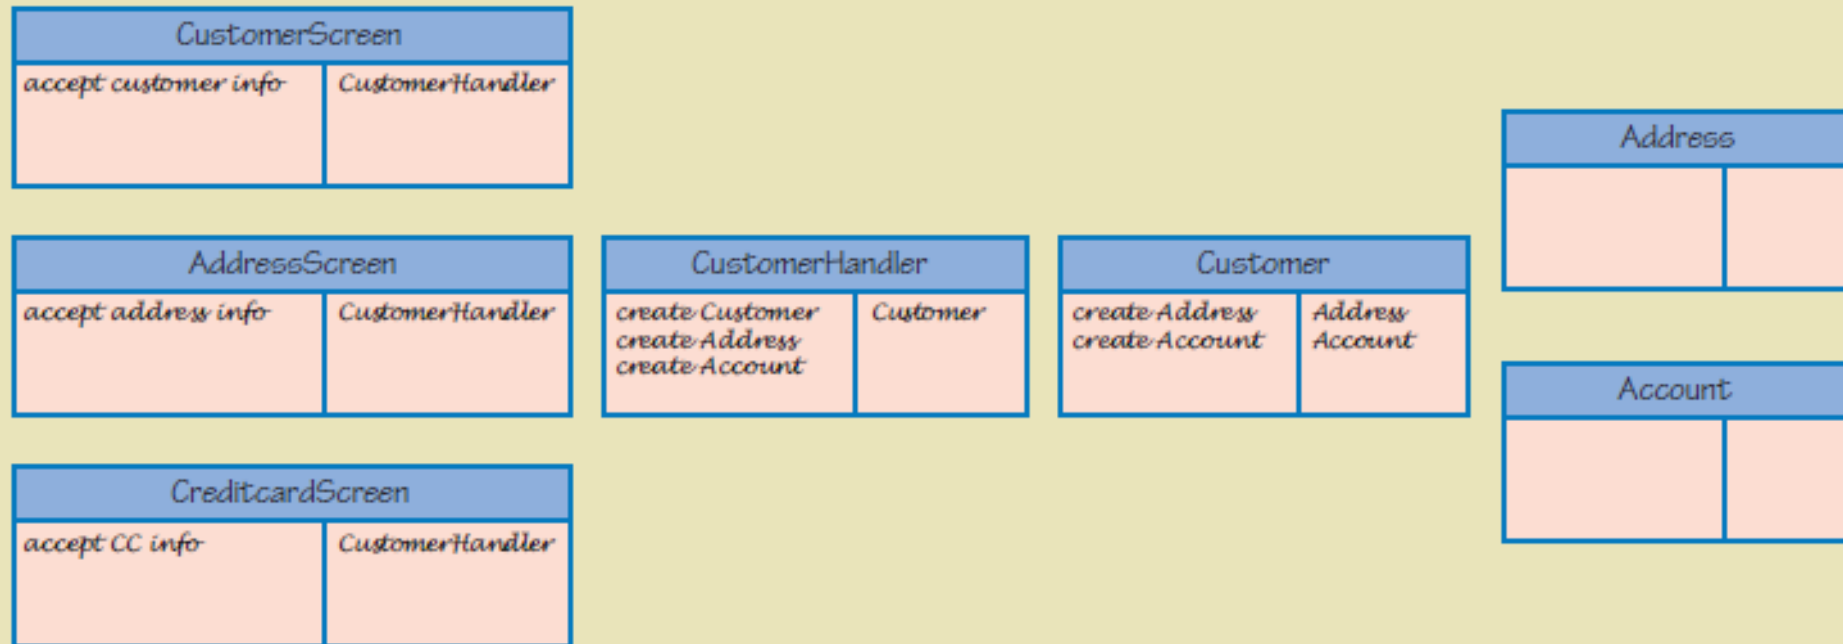 CustomerScreen
accept customer info
CustomerHandler
Address
AddressScreen
accept address info
CustomerHandler
CustomerHandler
create Customer
create Address
create Account
Customer
Customer
create Address
create Account
Address
Account
Account
CreditcardScreen
accept CC info
CustomerHandler